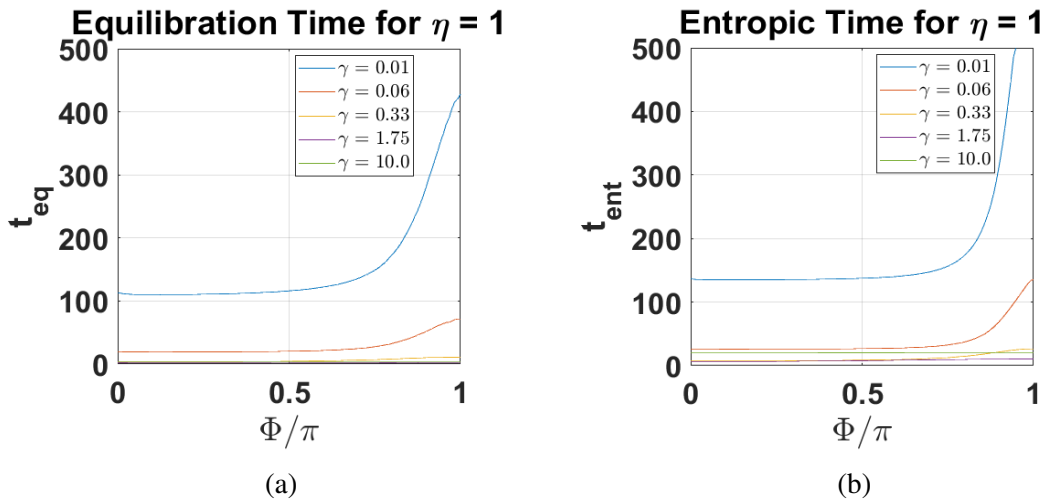 Equilibration Time for η = 1
500
400
300
200
100
0
t_eq
γ = 0.01
γ = 0.06
γ = 0.33
γ = 1.75
γ = 10.0
0
0.5
1
Φ/π
(a)
Entropic Time for η = 1
500
400
300
200
100
0
t_ent
γ = 0.01
γ = 0.06
γ = 0.33
γ = 1.75
γ = 10.0
0
0.5
1
Φ/π
(b)